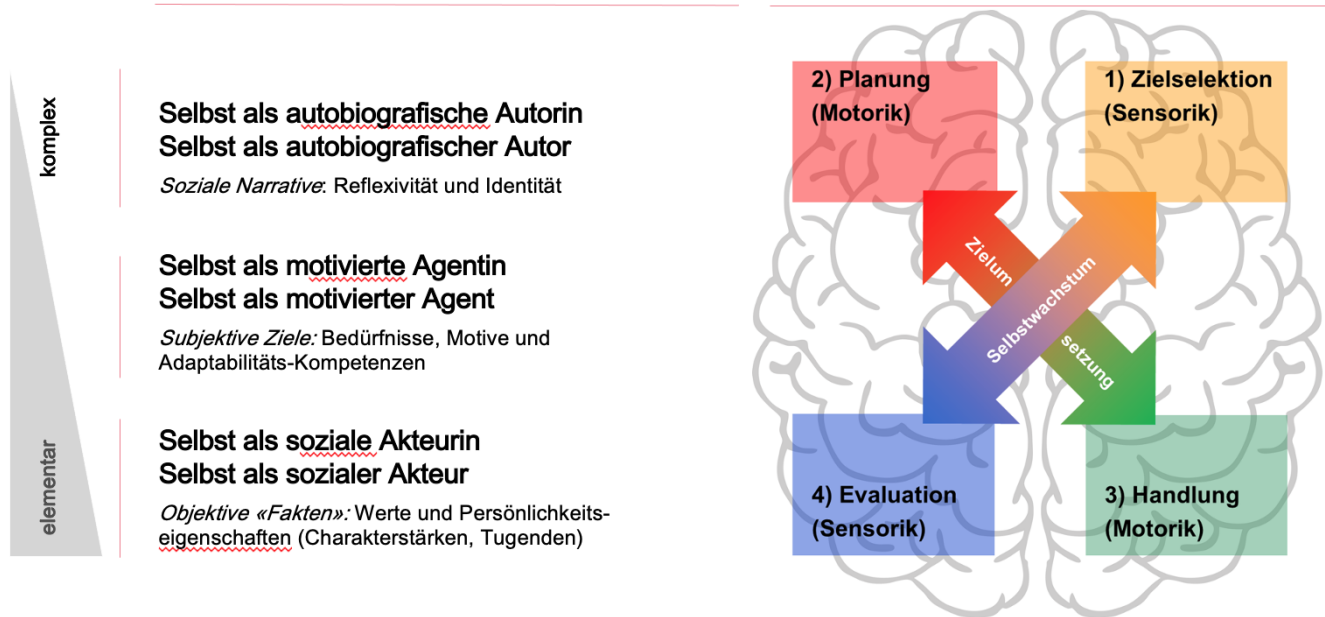 komplex
Selbst als autobiografische Autorin
Selbst als autobiografischer Autor
Soziale Narrative: Reflexivität und Identität
Selbst als motivierte Agentin
Selbst als motivierter Agent
Subjektive Ziele: Bedürfnisse, Motive und
Adaptabilitäts-Kompetenzen
elementar
Selbst als soziale Akteurin
Selbst als sozialer Akteur
Objektive «Fakten»: Werte und Persönlichkeits-
eigenschaften (Charakterstärken, Tugenden)
2) Planung
(Motorik)
1) Zielselektion
(Sensorik)
Zielum
Selbstwachstum
setzung
4) Evaluation
(Sensorik)
3) Handlung
(Motorik)